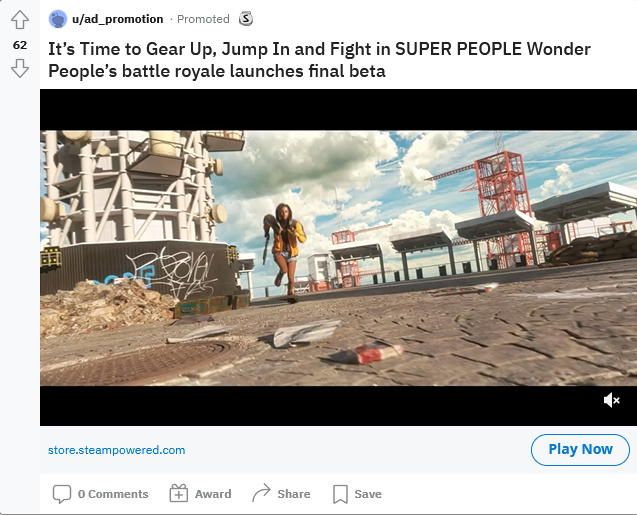 u/ad_promotion · Promoted
62
It’s Time to Gear Up, Jump In and Fight in SUPER PEOPLE Wonder
People’s battle royale launches final beta
store.steampowered.com
Play Now
0 Comments
Award
Share
Save